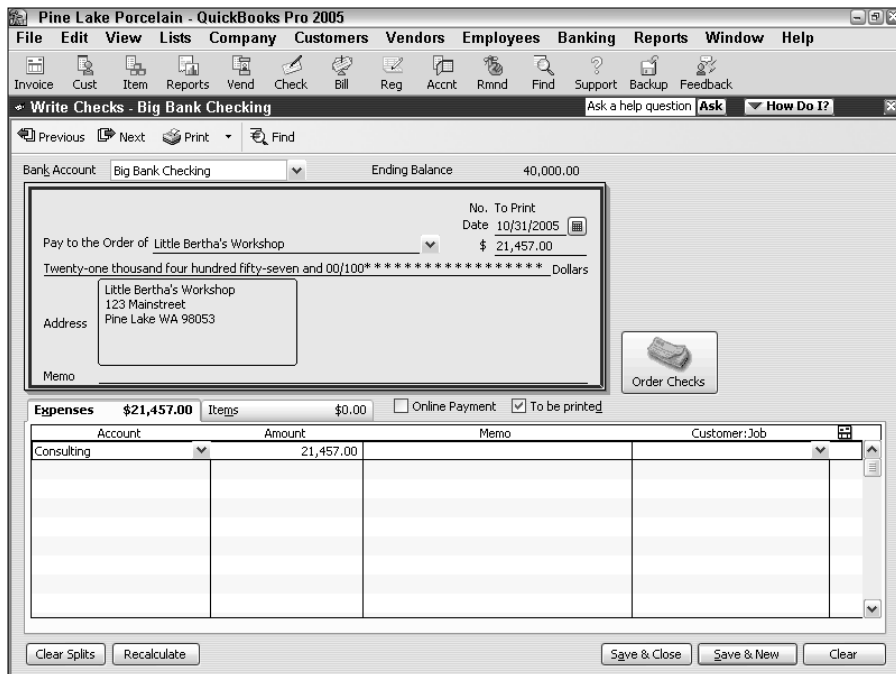 Pine Lake Porcelain - QuickBooks Pro 2005
File Edit View Lists Company Customers Vendors Employees Banking Reports Window Help
Invoice Cust Item Reports Vend Check Bill Reg Accnt Rmnd Find Support Backup Feedback
Write Checks - Big Bank Checking Ask a help question Ask How Do I?
Previous Next Print Find
Bank Account Big Bank Checking Ending Balance 40,000.00
No. To Print
Date 10/31/2005
Pay to the Order of Little Bertha's Workshop $ 21,457.00
Twenty-one thousand four hundred fifty-seven and 00/100* * * * * * * * * * * * * * * * * * * Dollars
Little Bertha's Workshop
123 Mainstreet
Address Pine Lake WA 98053
Memo
Order Checks
Expenses $21,457.00 Items $0.00 Online Payment To be printed
Account Amount Memo Customer:Job
Consulting 21,457.00
Clear Splits Recalculate Save & Close Save & New Clear